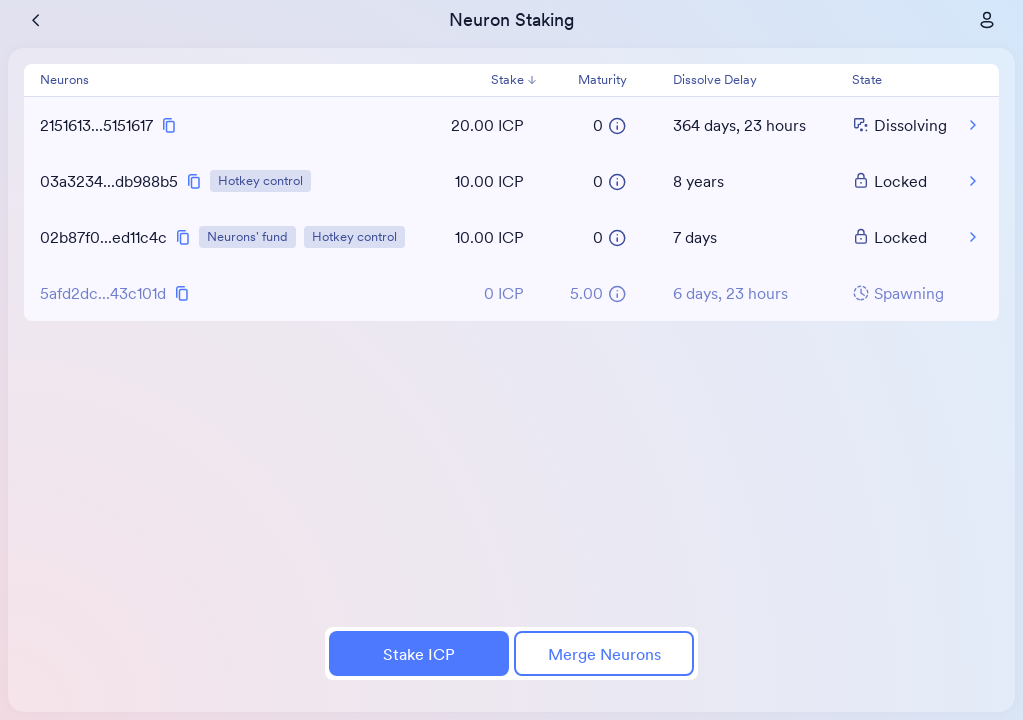 Neuron Staking
Neurons Stake Maturity Dissolve Delay State
2151613...5151617 20.00 ICP 0 364 days, 23 hours Dissolving
03a3234...db988b5 Hotkey control 10.00 ICP 0 8 years Locked
02b87f0...ed11c4c Neurons' fund Hotkey control 10.00 ICP 0 7 days Locked
5afd2dc...43c101d 0 ICP 5.00 6 days, 23 hours Spawning
Stake ICP Merge Neurons